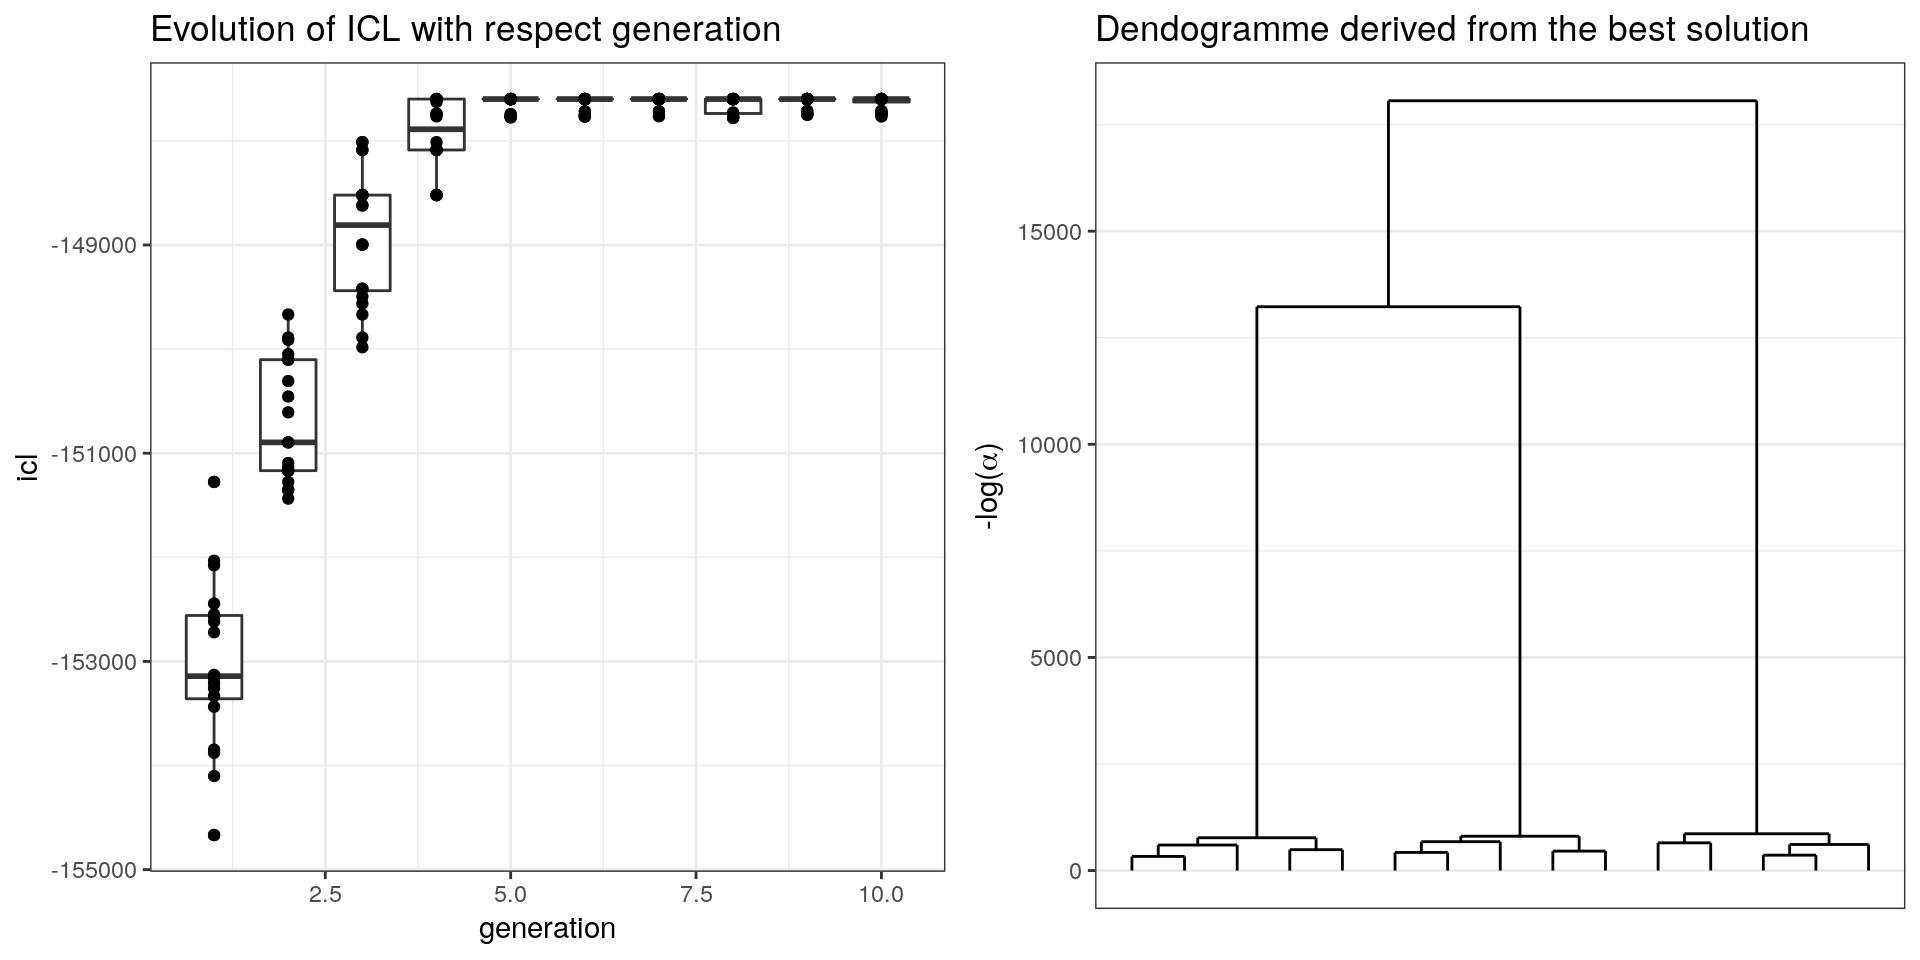 Evolution of ICL with respect generation
icl
-149000
-151000
-153000
-155000
2.5
5.0
7.5
10.0
generation
Dendogramme derived from the best solution
-log(α)
15000
10000
5000
0